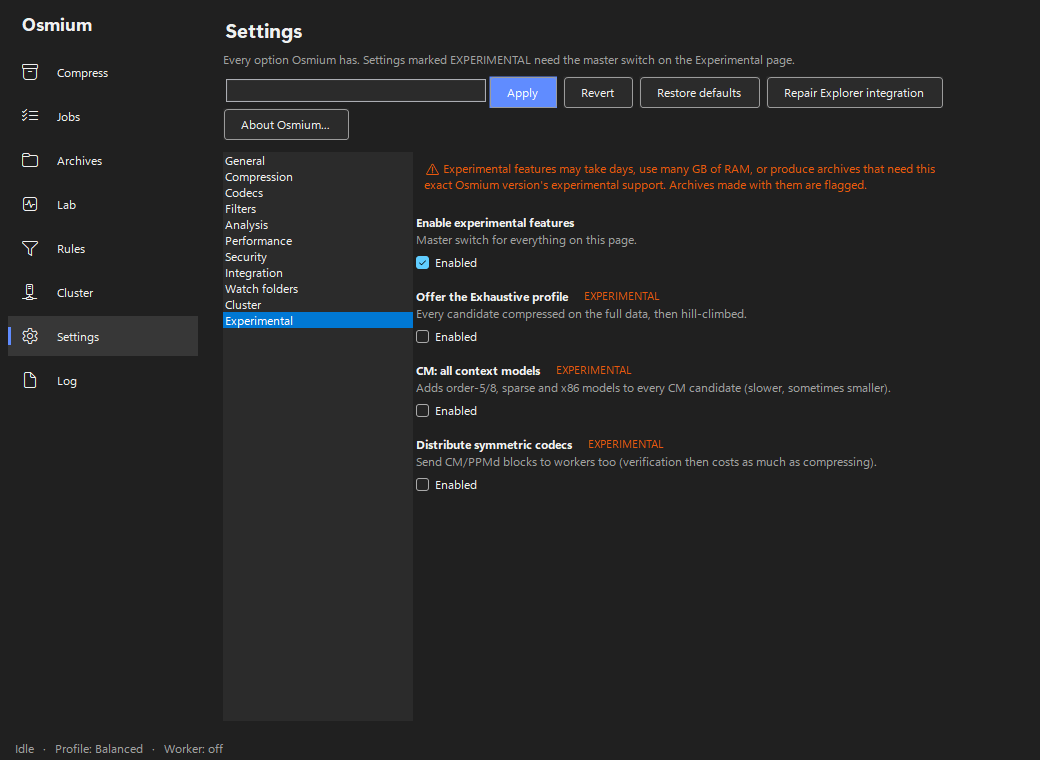 Osmium
Compress
Jobs
Archives
Lab
Rules
Cluster
Settings
Log
Settings
Every option Osmium has. Settings marked EXPERIMENTAL need the master switch on the Experimental page.
Apply
Revert
Restore defaults
Repair Explorer integration
About Osmium...
General
Compression
Codecs
Filters
Analysis
Performance
Security
Integration
Watch folders
Cluster
Experimental
⚠ Experimental features may take days, use many GB of RAM, or produce archives that need this
exact Osmium version's experimental support. Archives made with them are flagged.
Enable experimental features
Master switch for everything on this page.
Enabled
Offer the Exhaustive profile EXPERIMENTAL
Every candidate compressed on the full data, then hill-climbed.
Enabled
CM: all context models EXPERIMENTAL
Adds order-5/8, sparse and x86 models to every CM candidate (slower, sometimes smaller).
Enabled
Distribute symmetric codecs EXPERIMENTAL
Send CM/PPMd blocks to workers too (verification then costs as much as compressing).
Enabled
Idle · Profile: Balanced · Worker: off